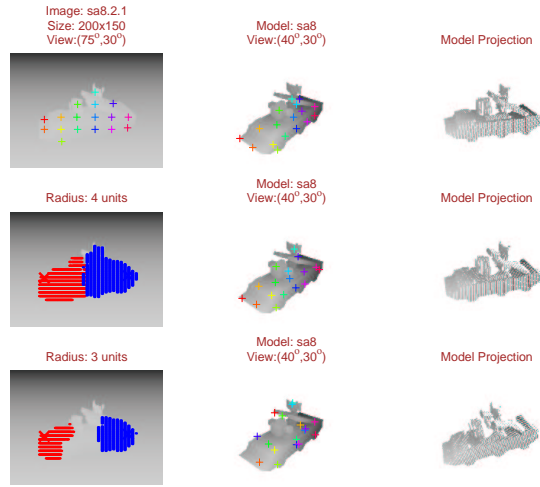 Image: sa8.2.1
Size: 200x150
View:(75°,30°)
Model: sa8
View:(40°,30°)
Model Projection
Radius: 4 units
Model: sa8
View:(40°,30°)
Model Projection
Radius: 3 units
Model: sa8
View:(40°,30°)
Model Projection